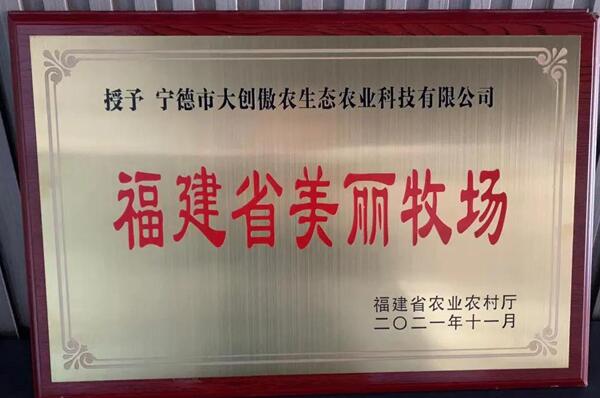 授予 宁德市大创傲农生态农业科技有限公司
福建省美丽牧场
福建省农业农村厅
二〇二一年十一月